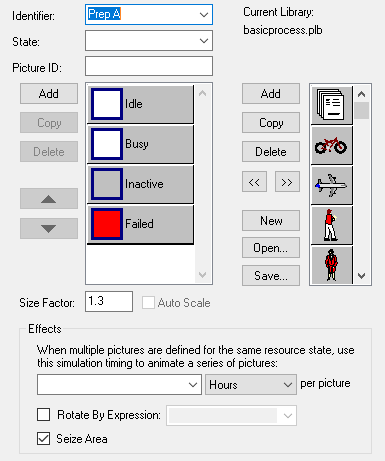 Identifier: Prep A
Current Library:
basicprocess.plb
State:
Picture ID:
Add
Copy
Delete
Idle
Busy
Inactive
Failed
Add
Copy
Delete
<< >>
New
Open...
Save...
Size Factor: 1.3 Auto Scale
Effects
When multiple pictures are defined for the same resource state, use
this simulation timing to animate a series of pictures:
Hours per picture
Rotate By Expression:
Seize Area